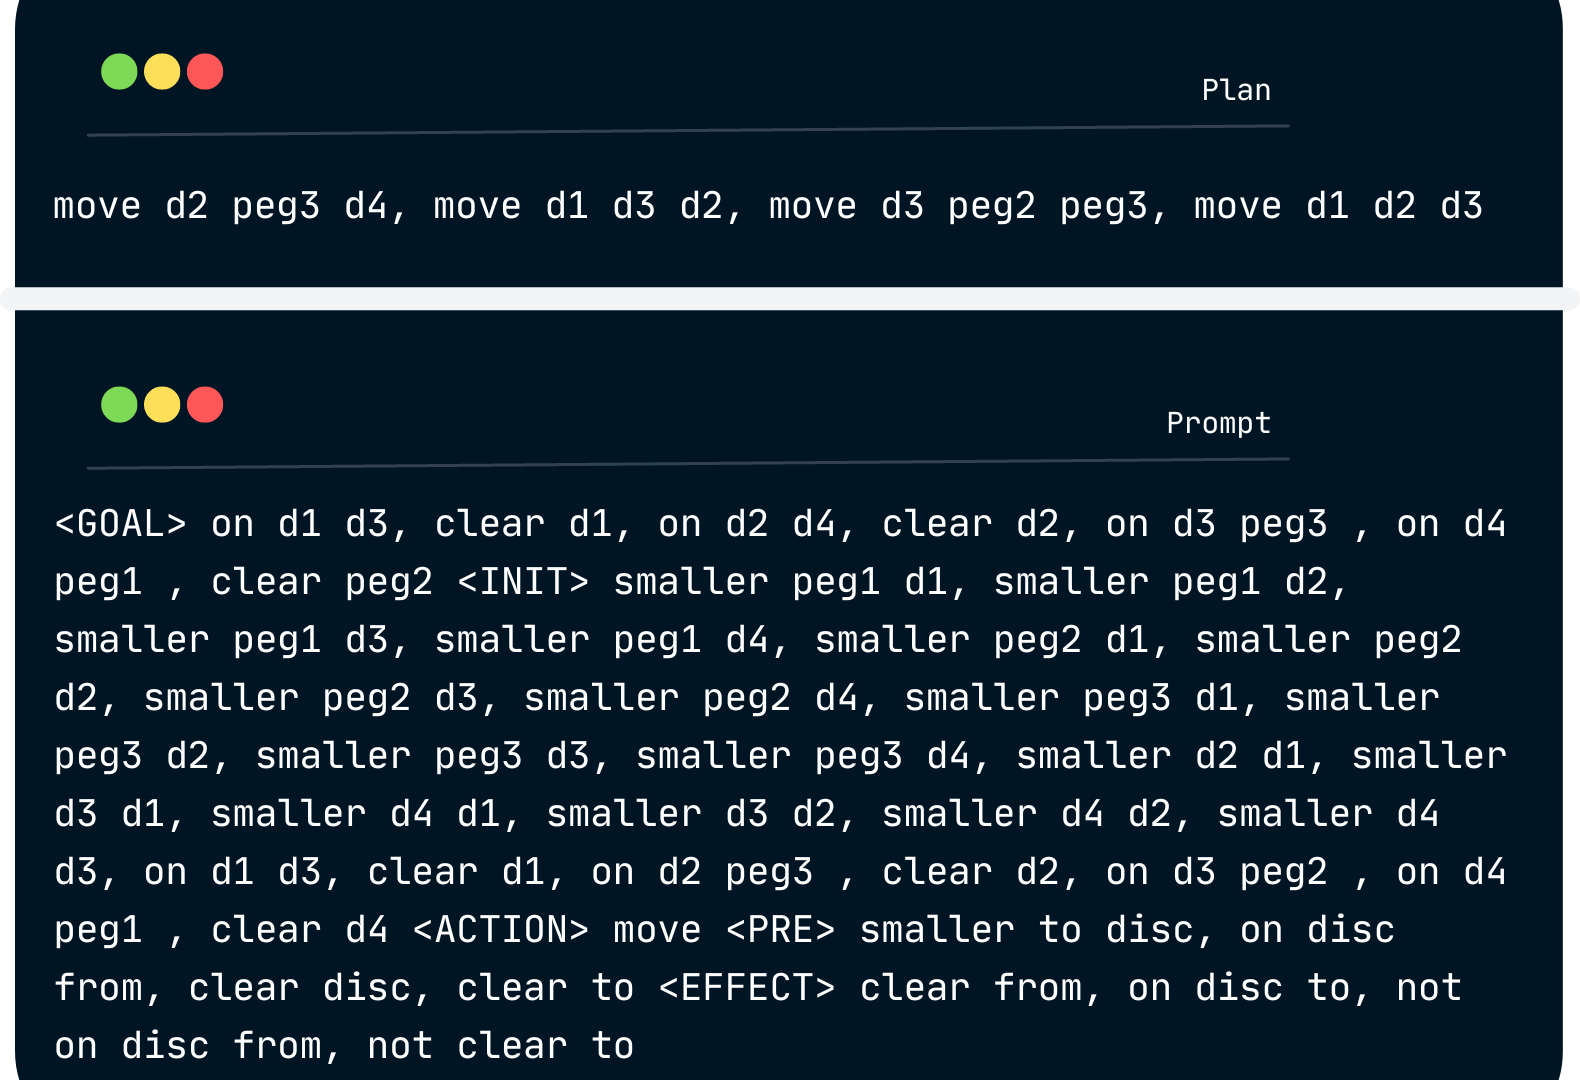 Plan
move d2 peg3 d4, move d1 d3 d2, move d3 peg2 peg3, move d1 d2 d3
Prompt
<GOAL> on d1 d3, clear d1, on d2 d4, clear d2, on d3 peg3 , on d4
peg1 , clear peg2 <INIT> smaller peg1 d1, smaller peg1 d2,
smaller peg1 d3, smaller peg1 d4, smaller peg2 d1, smaller peg2
d2, smaller peg2 d3, smaller peg2 d4, smaller peg3 d1, smaller
peg3 d2, smaller peg3 d3, smaller peg3 d4, smaller d2 d1, smaller
d3 d1, smaller d4 d1, smaller d3 d2, smaller d4 d2, smaller d4
d3, on d1 d3, clear d1, on d2 peg3 , clear d2, on d3 peg2 , on d4
peg1 , clear d4 <ACTION> move <PRE> smaller to disc, on disc
from, clear disc, clear to <EFFECT> clear from, on disc to, not
on disc from, not clear to